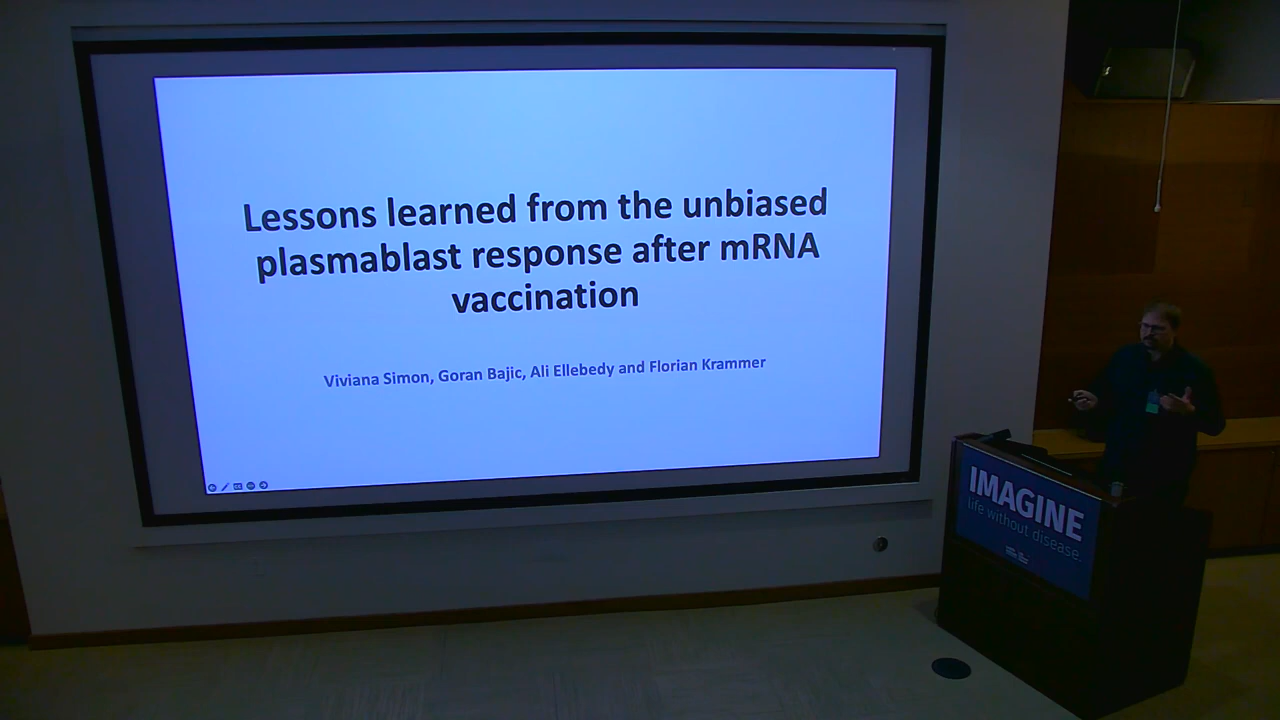 Lessons learned from the unbiased
plasmablast response after mRNA
vaccination
Viviana Simon, Goran Bajic, Ali Ellebedy and Florian Krammer
IMAGINE
life without disease.